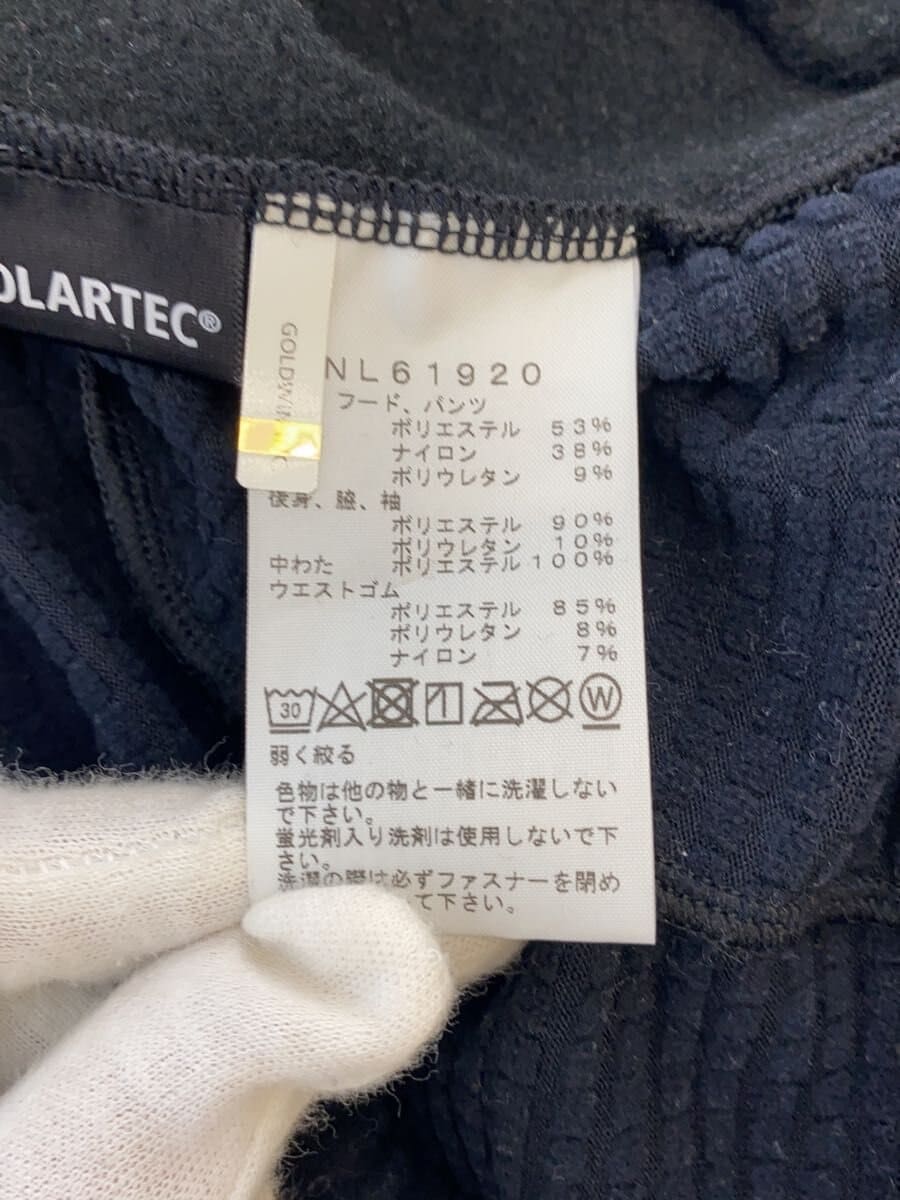 OLARTEC®
GOLDWIN
NL61920
フード、パンツ
ポリエステル 53%
ナイロン 38%
ポリウレタン 9%
後身、脇、袖
ポリエステル 90%
ポリウレタン 10%
中わた ポリエステル 100%
ウエストゴム
ポリエステル 85%
ポリウレタン 8%
ナイロン 7%
30 W
弱く絞る
色物は他の物と一緒に洗濯しない
で下さい。
蛍光剤入り洗剤は使用しないで下
さい。
洗濯の際は必ずファスナーを閉め
て下さい。